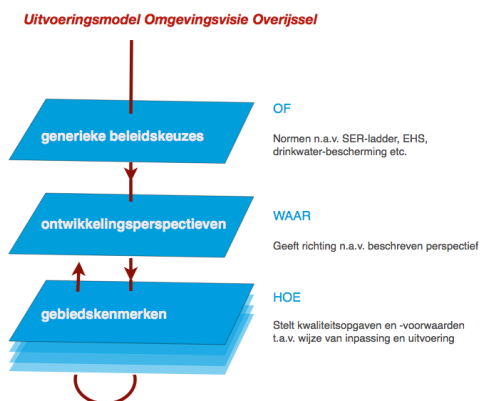 Uitvoeringsmodel Omgevingsvisie Overijssel
generieke beleidskeuzes
OF
Normen n.a.v. SER-ladder, EHS,
drinkwater-bescherming etc.
ontwikkelingsperspectieven
WAAR
Geeft richting n.a.v. beschreven perspectief
gebiedskenmerken
HOE
Stelt kwaliteitsopgaven en -voorwaarden
t.a.v. wijze van inpassing en uitvoering